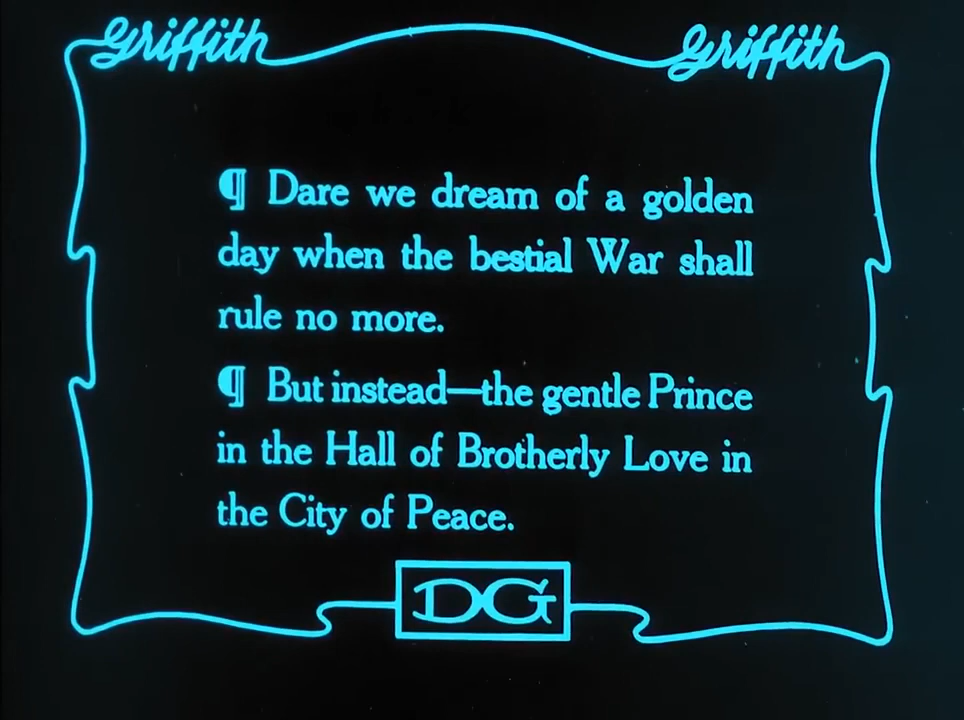 Griffith Griffith
¶ Dare we dream of a golden
day when the bestial War shall
rule no more.
¶ But instead—the gentle Prince
in the Hall of Brotherly Love in
the City of Peace.
DG